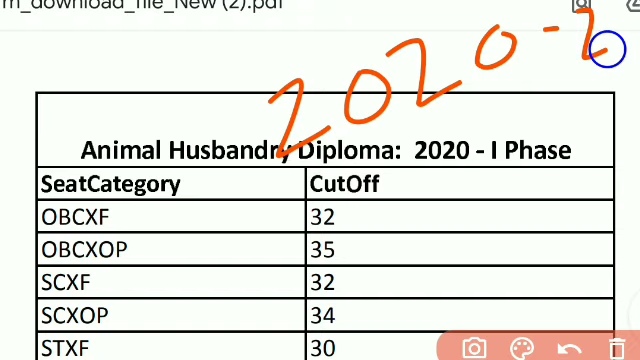 m_download_file_New (2).pdf
2020-2
Animal Husbandry Diploma: 2020 - I Phase
SeatCategory CutOff
OBCXF 32
OBCXOP 35
SCXF 32
SCXOP 34
STXF 30